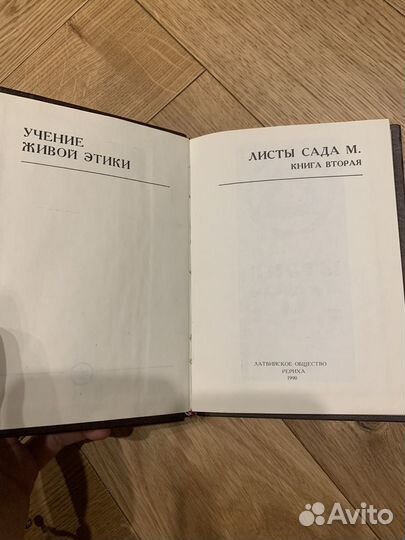 УЧЕНИЕ
ЖИВОЙ ЭТИКИ
ЛИСТЫ САДА М.
КНИГА ВТОРАЯ
ЛАТВИЙСКОЕ ОБЩЕСТВО
РЕРИХА
1990
Avito